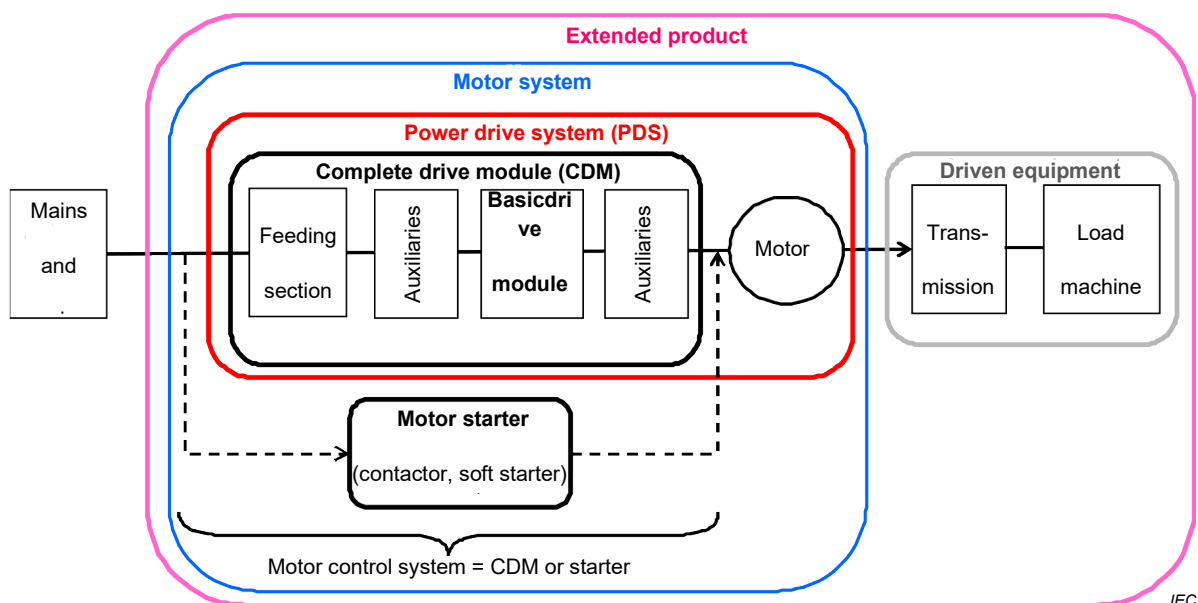 Extended product
Motor system
Power drive system (PDS)
Complete drive module (CDM)
Driven equipment
Mains
and
.
Feeding
section
Auxiliaries
Basicdri
ve
module
Auxiliaries
Motor
Trans-
mission
Load
machine
Motor starter
(contactor, soft starter)
Motor control system = CDM or starter
IEC